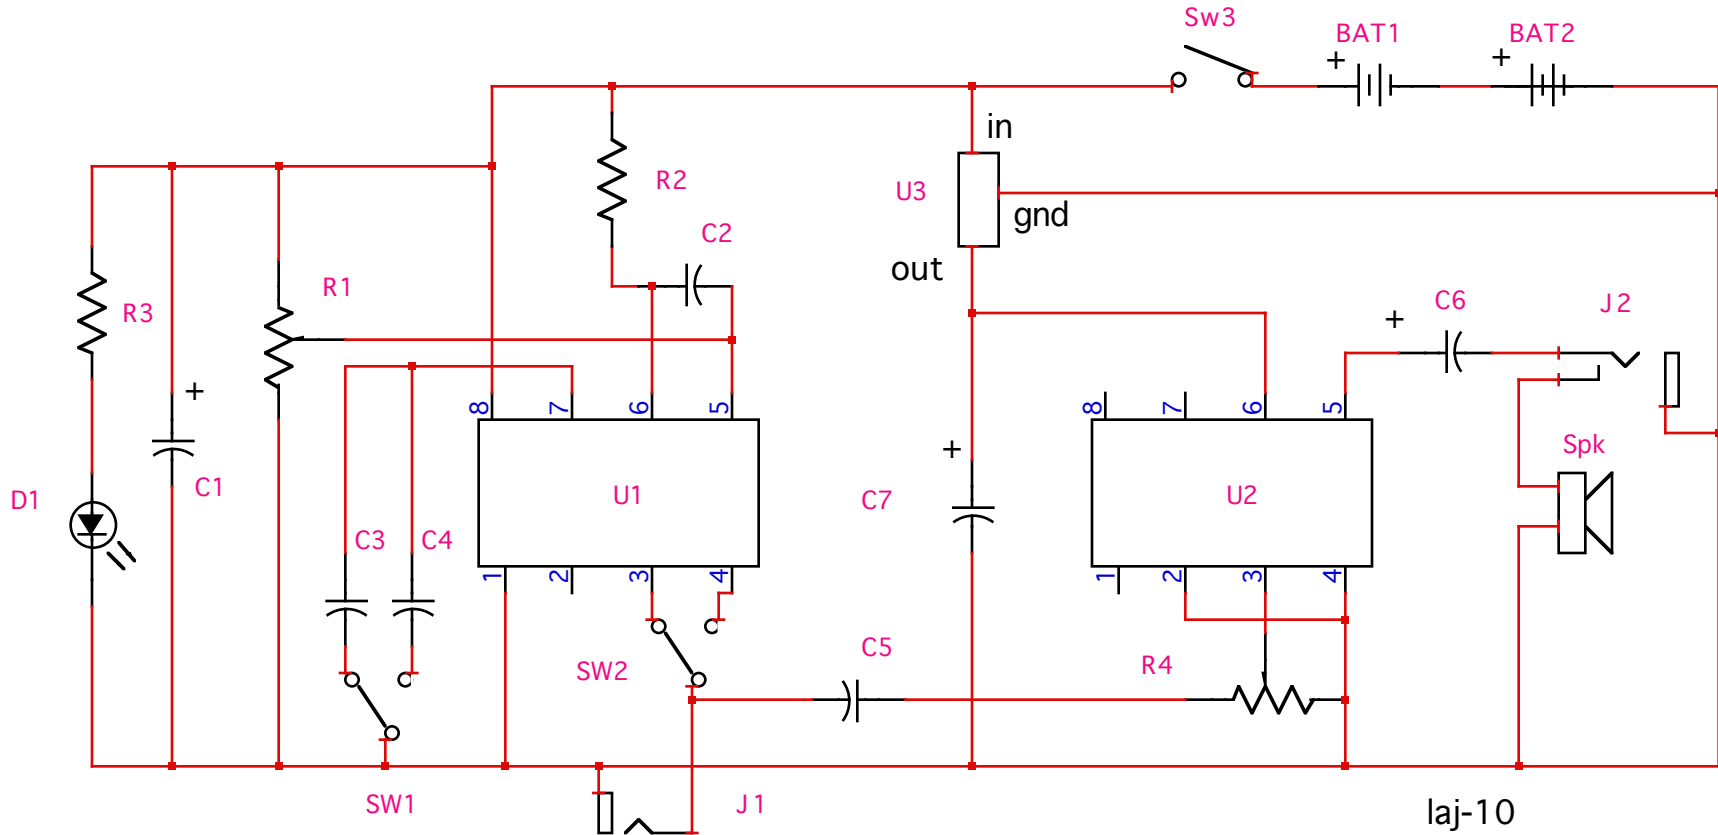 Sw3
BAT1
BAT2
+
+
in
U3
gnd
out
R2
C2
R1
R3
C6
J2
+
+
8
7
6
5
8
7
6
5
+
Spk
D1
C1
U1
C7
U2
C3
C4
1
2
3
4
1
2
3
4
SW2
C5
R4
SW1
J1
laj-10